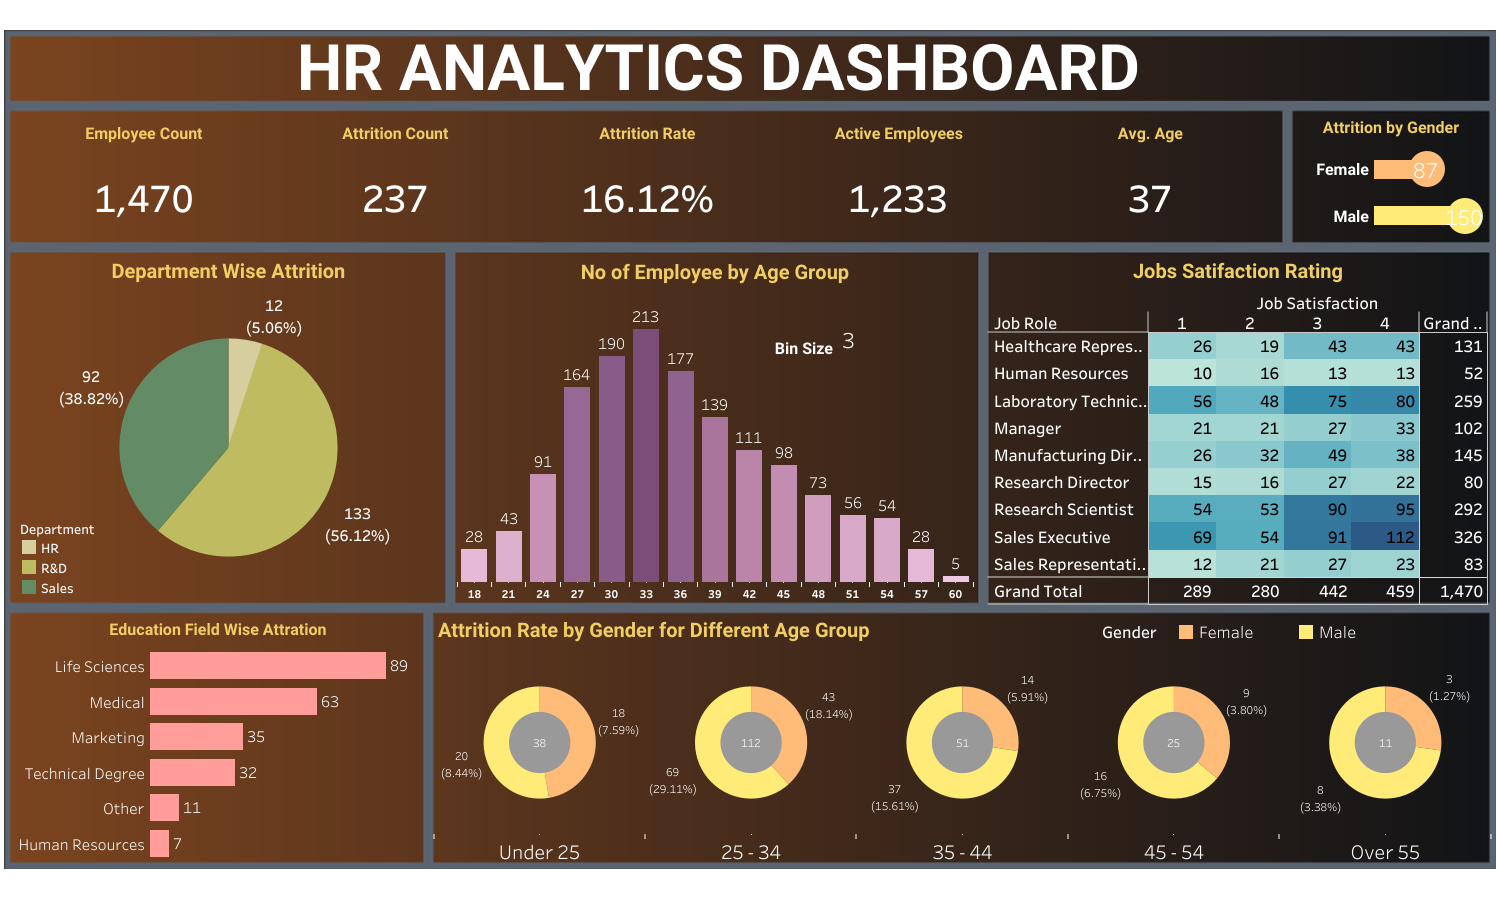 HR ANALYTICS DASHBOARD
Employee Count
1,470
Attrition Count
237
Attrition Rate
16.12%
Active Employees
1,233
Avg. Age
37
Attrition by Gender
Female 87
Male 150
Department Wise Attrition
12
(5.06%)
92
(38.82%)
133
(56.12%)
Department
HR
R&D
Sales
No of Employee by Age Group
Bin Size 3
28 43 91 164 190 213 177 139 111 98 73 56 54 28 5
18 21 24 27 30 33 36 39 42 45 48 51 54 57 60
Jobs Satifaction Rating
Job Satisfaction
Job Role 1 2 3 4 Grand ..
Healthcare Repres.. 26 19 43 43 131
Human Resources 10 16 13 13 52
Laboratory Technic.. 56 48 75 80 259
Manager 21 21 27 33 102
Manufacturing Dir.. 26 32 49 38 145
Research Director 15 16 27 22 80
Research Scientist 54 53 90 95 292
Sales Executive 69 54 91 112 326
Sales Representati.. 12 21 27 23 83
Grand Total 289 280 442 459 1,470
Education Field Wise Attration
Life Sciences 89
Medical 63
Marketing 35
Technical Degree 32
Other 11
Human Resources 7
Attrition Rate by Gender for Different Age Group
Gender Female Male
18
(7.59%)
38
20
(8.44%)
Under 25
43
(18.14%)
112
69
(29.11%)
25 - 34
14
(5.91%)
51
37
(15.61%)
35 - 44
9
(3.80%)
25
16
(6.75%)
45 - 54
3
(1.27%)
11
8
(3.38%)
Over 55